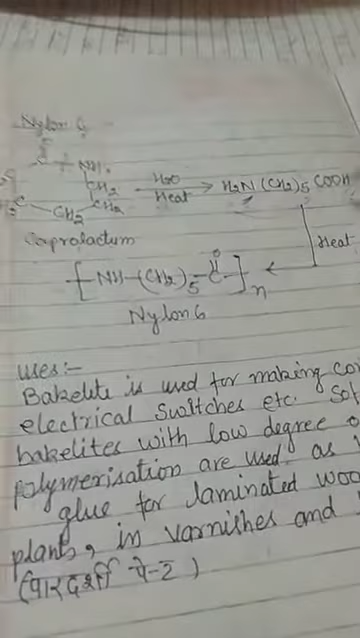 Nylon 6
C + NH
CH2 H2O
Heat → H2N (CH2)5 COOH
C CH2 CH2
Caprolactum Heat
[ NH-(CH2)5-C ]n
O
Nylon 6
uses:-
Bakelite is used for making
electrical switches etc. Sof
bakelites with low degree o
polymerisation are used as
glue for laminated woo
plants, in varnishes and
(पारदर्शी पे-ट)